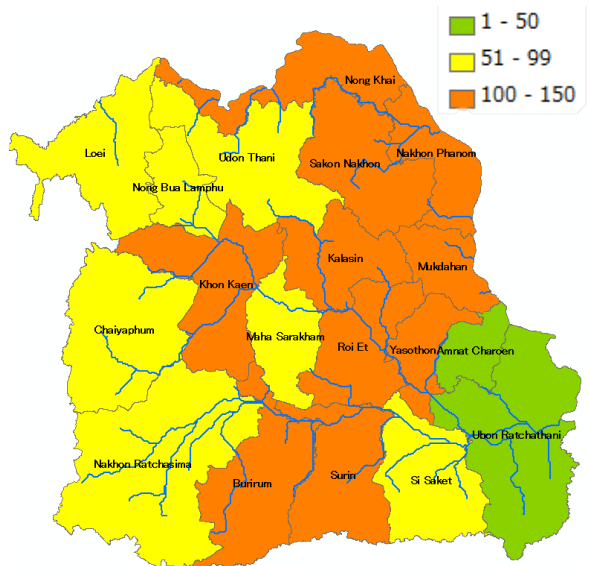 1 - 50
51 - 99
100 - 150
Nong Khai
Loei
Udon Thani
Sakon Nakhon
Nakhon Phanom
Nong Bua Lamphu
Kalasin
Mukdahan
Khon Kaen
Chaiyaphum
Maha Sarakham
Roi Et
Yasothon
Amnat Charoen
Ubon Ratchathani
Nakhon Ratchasima
Burirum
Surin
Si Saket